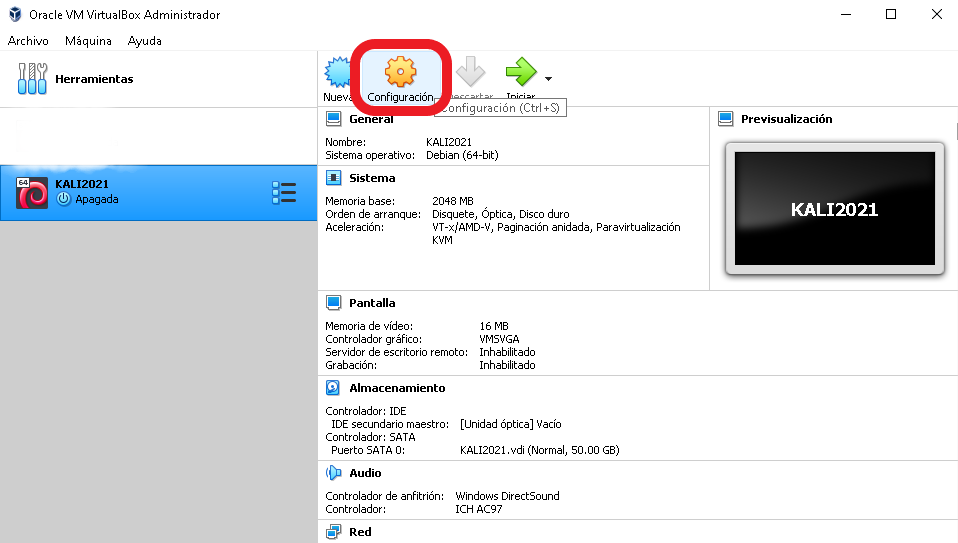 Oracle VM VirtualBox Administrador
Archivo Máquina Ayuda
Herramientas
Nueva Configuración Descartar Iniciar
Configuración (Ctrl+S)
64
KALI2021
Apagada
General
Nombre: KALI2021
Sistema operativo: Debian (64-bit)
Sistema
Memoria base: 2048 MB
Orden de arranque: Disquete, Óptica, Disco duro
Aceleración: VT-x/AMD-V, Paginación anidada, Paravirtualización
KVM
Previsualización
KALI2021
Pantalla
Memoria de vídeo: 16 MB
Controlador gráfico: VMSVGA
Servidor de escritorio remoto: Inhabilitado
Grabación: Inhabilitado
Almacenamiento
Controlador: IDE
IDE secundario maestro: [Unidad óptica] Vacío
Controlador: SATA
Puerto SATA 0: KALI2021.vdi (Normal, 50.00 GB)
Audio
Controlador de anfitrión: Windows DirectSound
Controlador: ICH AC97
Red